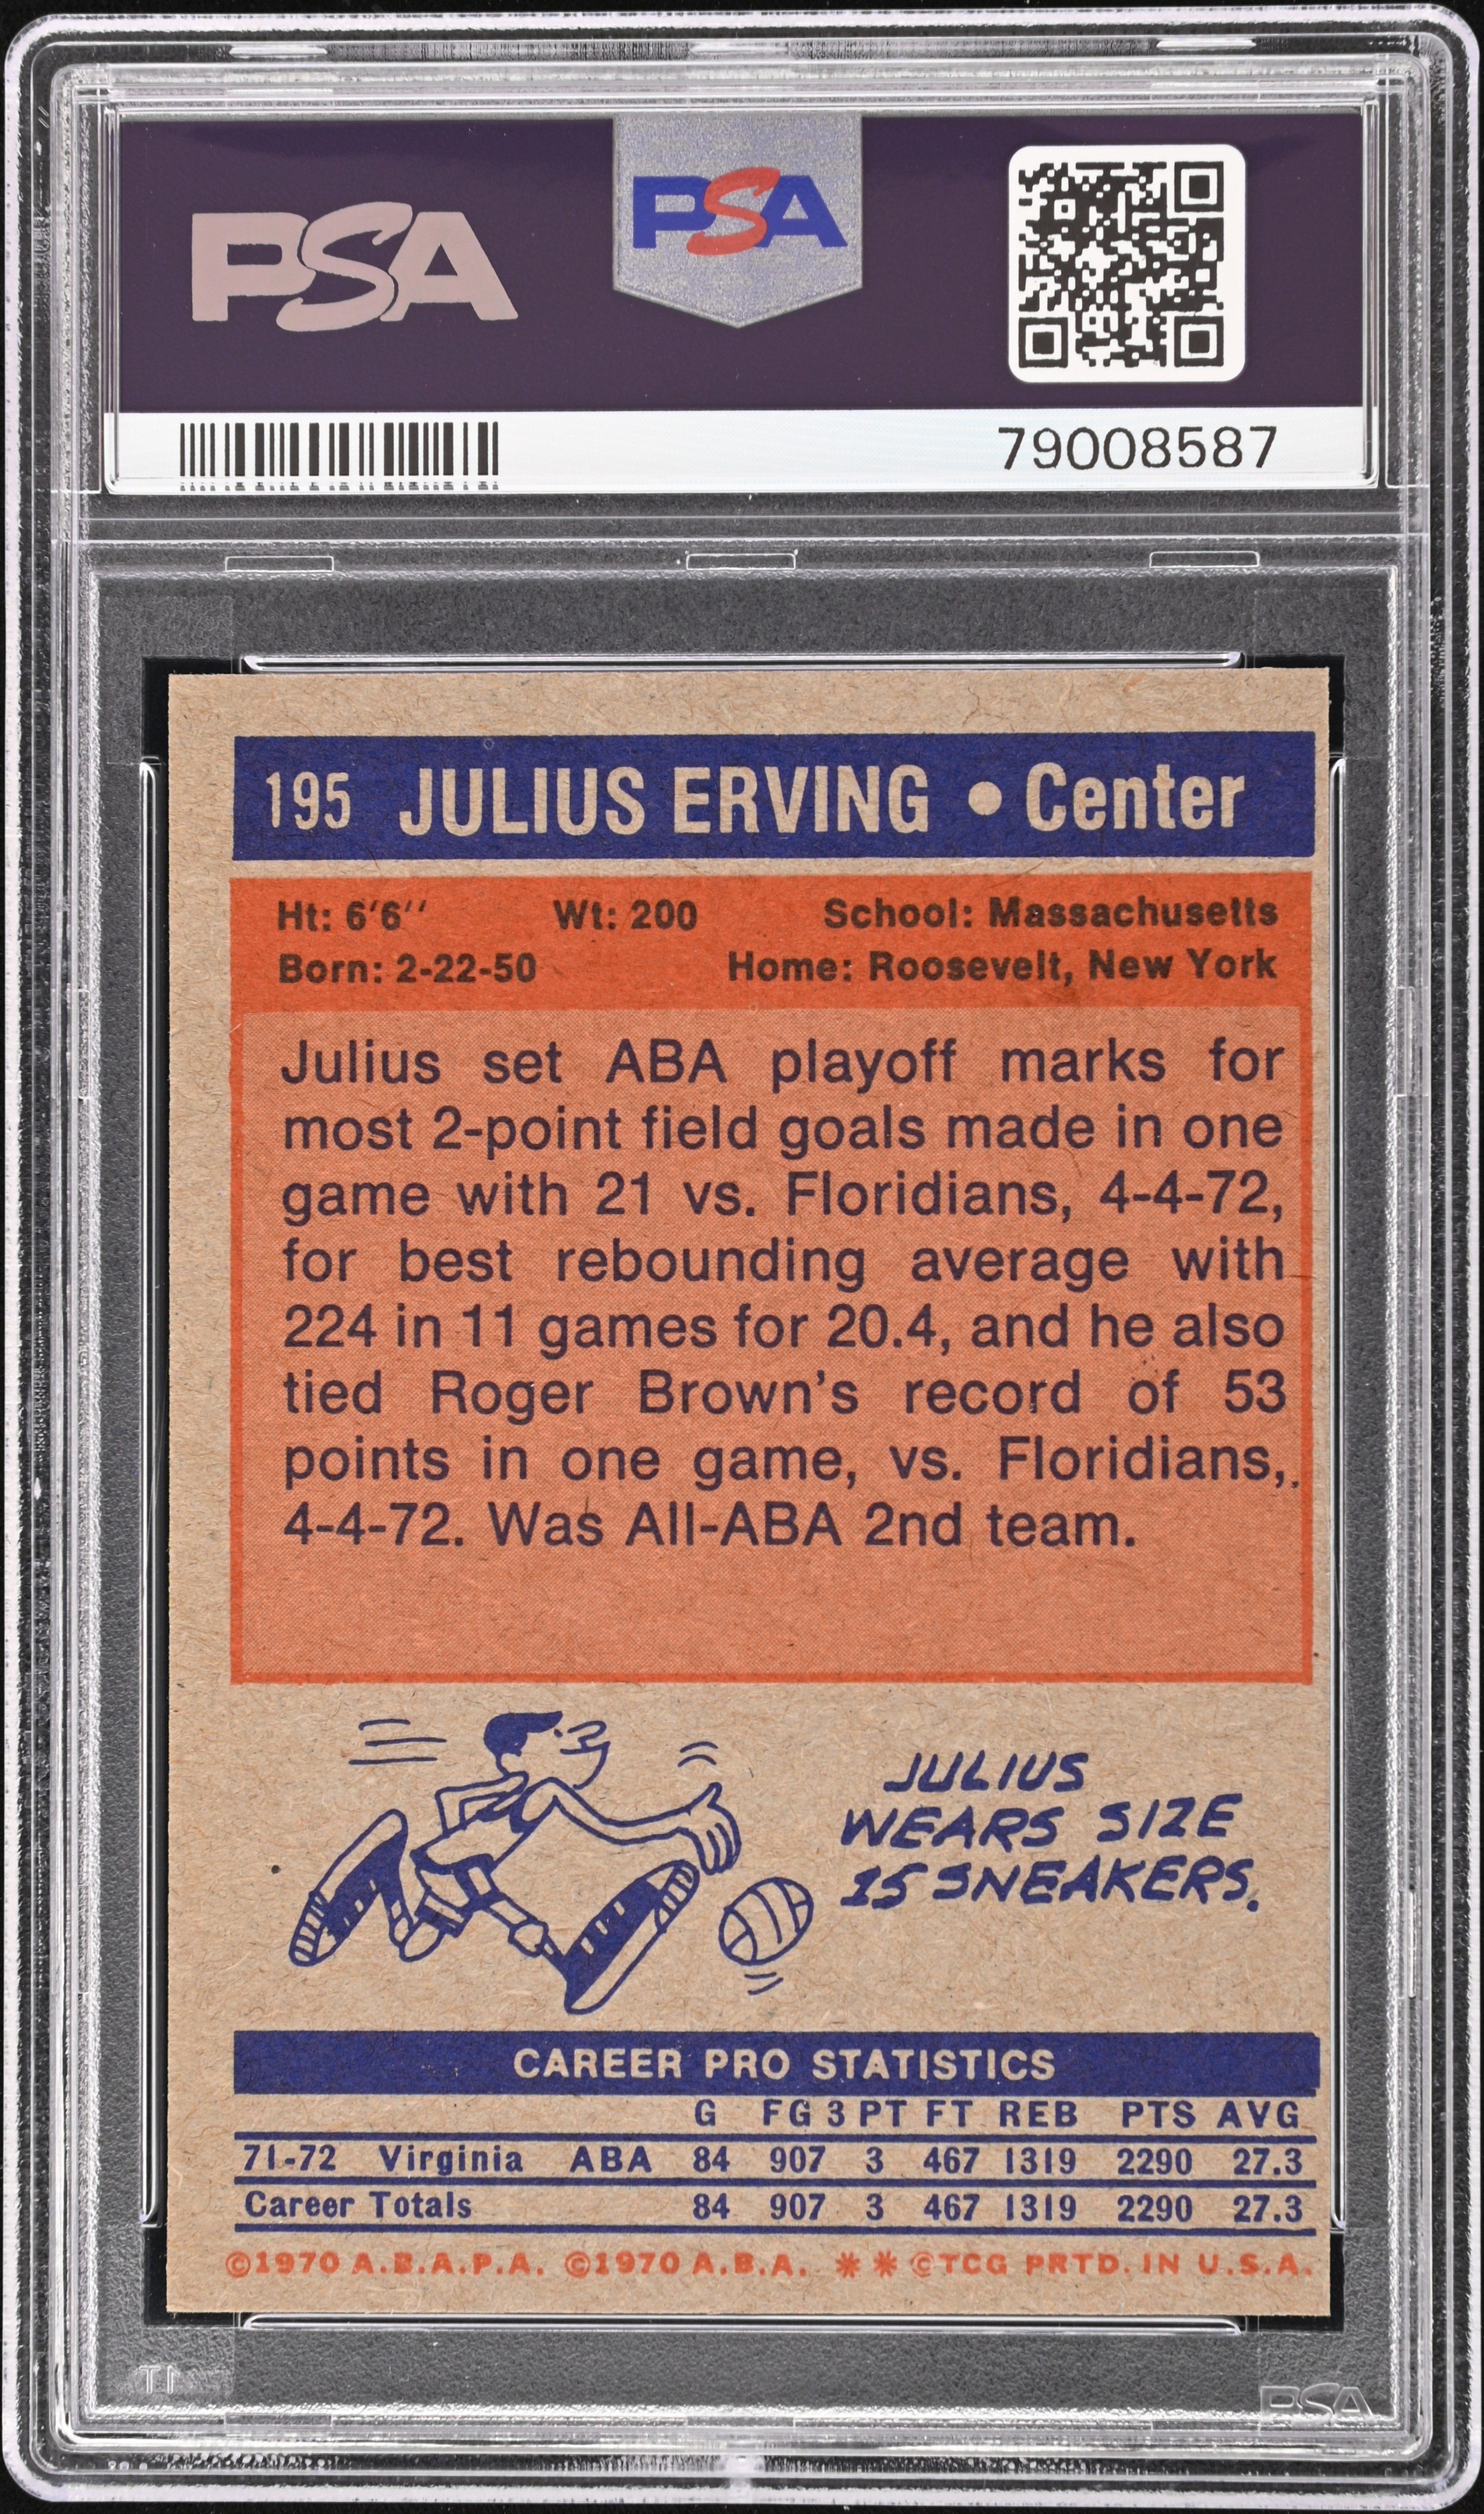 PSA
PSA
79008587
195 JULIUS ERVING • Center
Ht: 6'6'' Wt: 200 School: Massachusetts
Born: 2-22-50 Home: Roosevelt, New York
Julius set ABA playoff marks for
most 2-point field goals made in one
game with 21 vs. Floridians, 4-4-72,
for best rebounding average with
224 in 11 games for 20.4, and he also
tied Roger Brown's record of 53
points in one game, vs. Floridians,.
4-4-72. Was All-ABA 2nd team.
JULIUS
WEARS SIZE
15 SNEAKERS.
CAREER PRO STATISTICS
G FG 3 PT FT REB PTS AVG
71-72 Virginia ABA 84 907 3 467 1319 2290 27.3
Career Totals 84 907 3 467 1319 2290 27.3
©1970 A.B.A.P.A. ©1970 A.B.A. ** ©TCG PRTD. IN U.S.A.
PSA